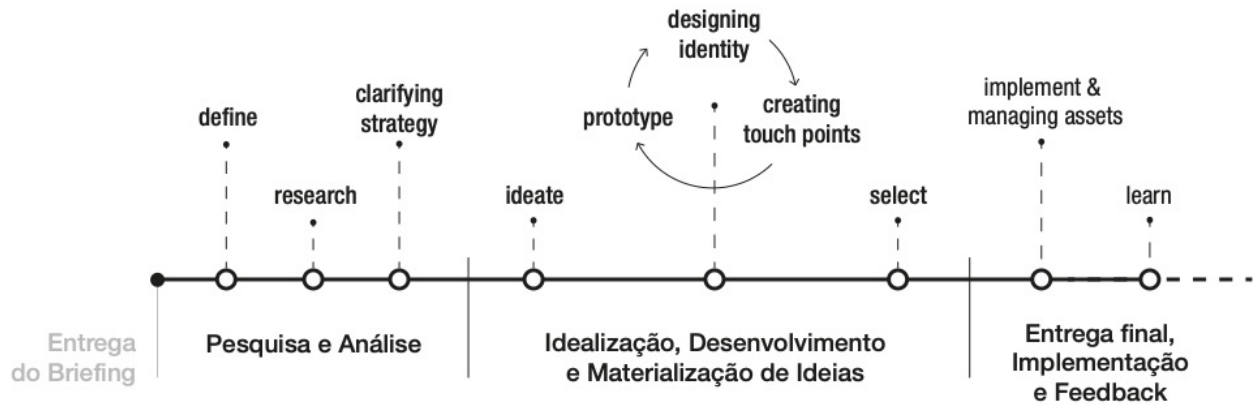 designing
identity
clarifying
strategy
define
prototype
creating
touch points
implement &
managing assets
research
ideate
select
learn
Entrega
do Briefing
Pesquisa e Análise
Idealização, Desenvolvimento
e Materialização de Ideias
Entrega final,
Implementação
e Feedback